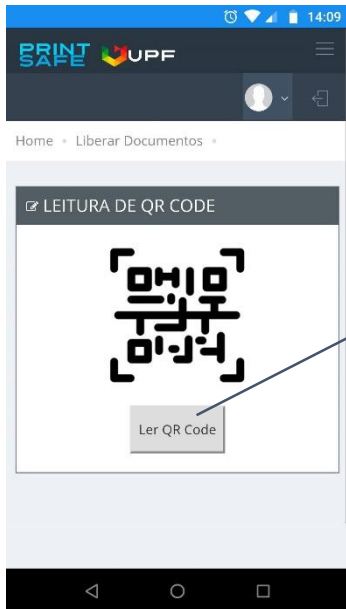 14:09
PRINT SAFE UPF
Home • Liberar Documentos •
LEITURA DE QR CODE
Ler QR Code